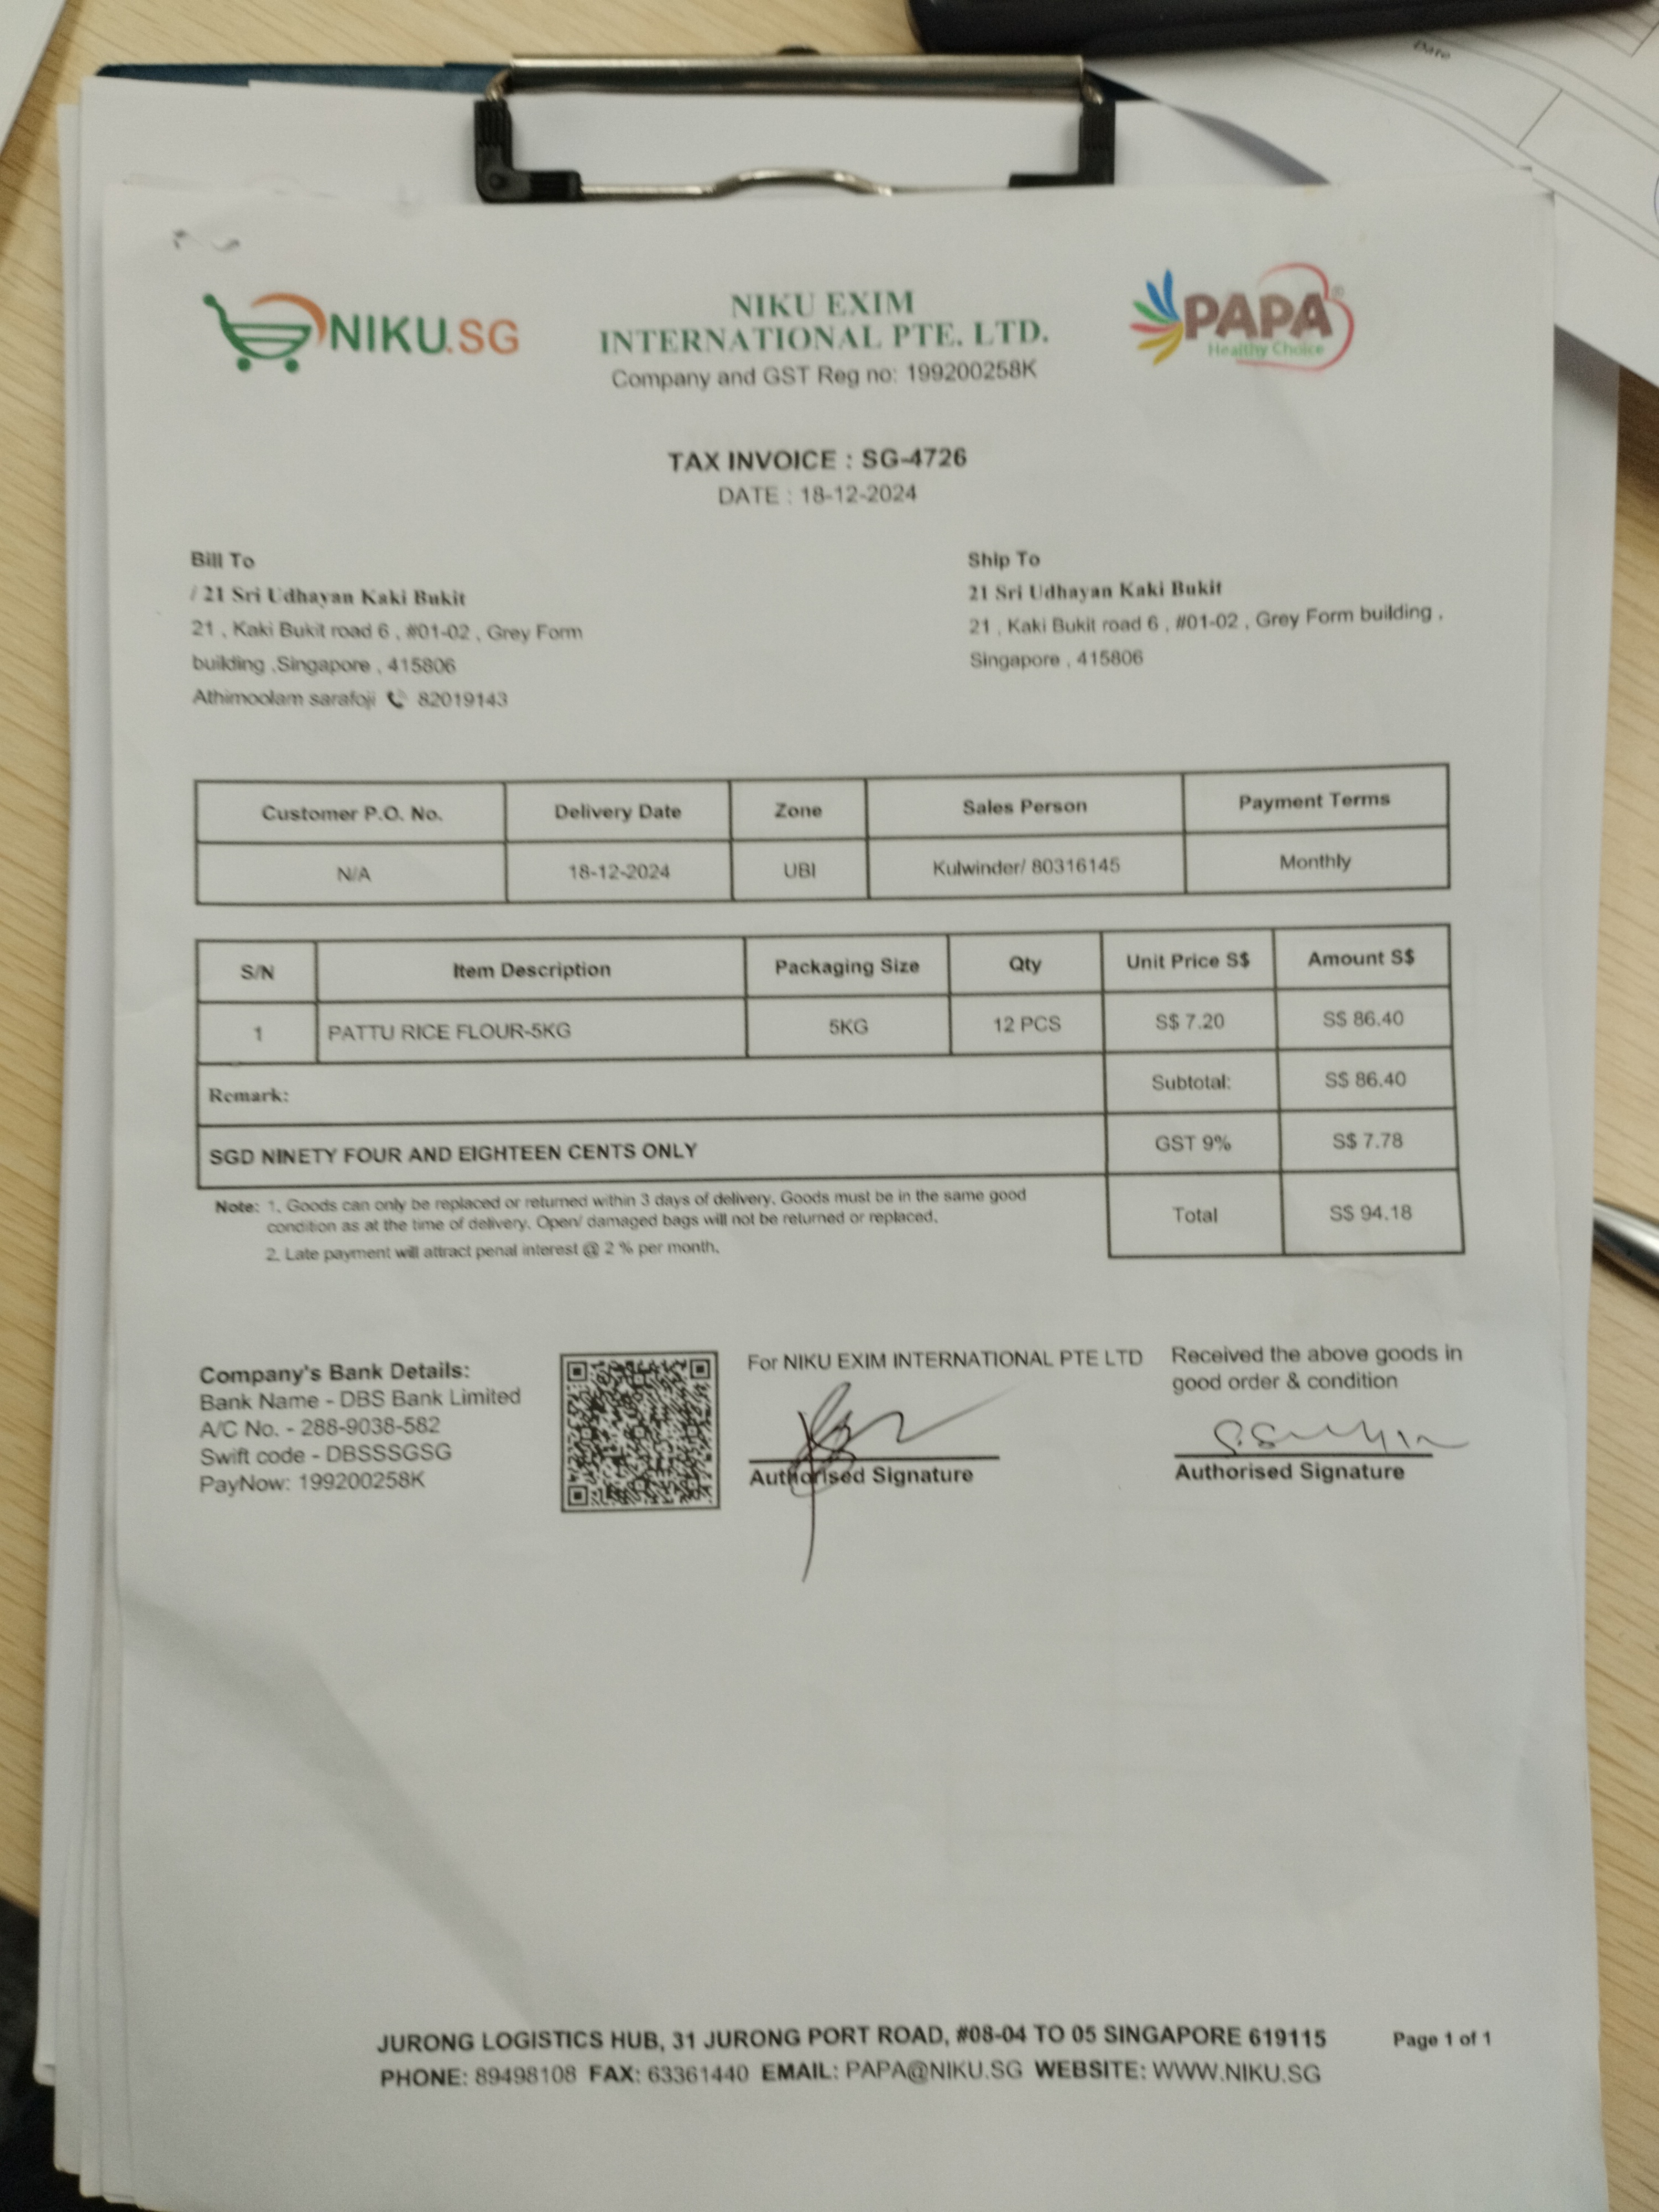 Date
NIKU.SG
NIKU EXIM
INTERNATIONAL PTE. LTD.
Company and GST Reg no: 199200258K
PAPA®
Healthy Choice
TAX INVOICE : SG-4726
DATE : 18-12-2024
Bill To
/ 21 Sri Udhayan Kaki Bukit
21 , Kaki Bukit road 6 , #01-02 , Grey Form
building ,Singapore , 415806
Athimoolam sarafoji 82019143
Ship To
21 Sri Udhayan Kaki Bukit
21 , Kaki Bukit road 6 , #01-02 , Grey Form building ,
Singapore , 415806
Customer P.O. No. Delivery Date Zone Sales Person Payment Terms
N/A 18-12-2024 UBI Kulwinder/ 80316145 Monthly
S/N Item Description Packaging Size Qty Unit Price S$ Amount S$
1 PATTU RICE FLOUR-5KG 5KG 12 PCS S$ 7.20 S$ 86.40
Remark: Subtotal: S$ 86.40
SGD NINETY FOUR AND EIGHTEEN CENTS ONLY GST 9% S$ 7.78
Total S$ 94.18
Note: 1. Goods can only be replaced or returned within 3 days of delivery. Goods must be in the same good
condition as at the time of delivery. Open/ damaged bags will not be returned or replaced.
2. Late payment will attract penal interest @ 2 % per month.
Company's Bank Details:
Bank Name - DBS Bank Limited
A/C No. - 288-9038-582
Swift code - DBSSSGSG
PayNow: 199200258K
For NIKU EXIM INTERNATIONAL PTE LTD
Authorised Signature
Received the above goods in
good order & condition
Authorised Signature
JURONG LOGISTICS HUB, 31 JURONG PORT ROAD, #08-04 TO 05 SINGAPORE 619115
Page 1 of 1
PHONE: 89498108 FAX: 63361440 EMAIL: PAPA@NIKU.SG WEBSITE: WWW.NIKU.SG